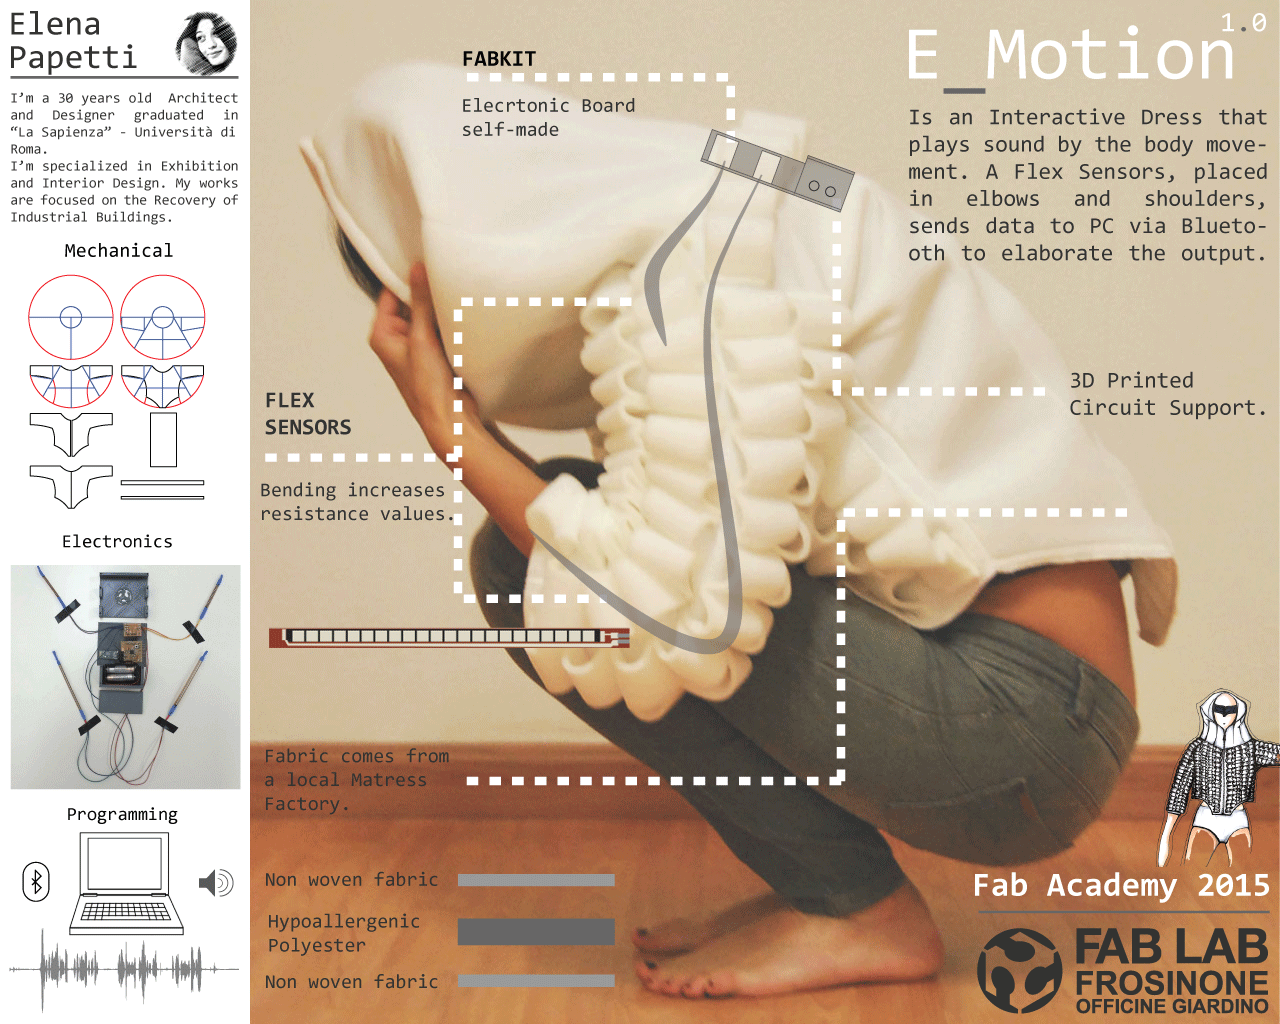 Elena
Papetti
I'm a 30 years old Architect
and Designer graduated in
"La Sapienza" - Università di
Roma.
I'm specialized in Exhibition
and Interior Design. My works
are focused on the Recovery of
Industrial Buildings.
Mechanical
Electronics
Programming
FABKIT
Elecrtonic Board
self-made
FLEX
SENSORS
Bending increases
resistance values.
Fabric comes from
a local Matress
Factory.
Non woven fabric
Hypoallergenic
Polyester
Non woven fabric
1.0
E_Motion
Is an Interactive Dress that
plays sound by the body move-
ment. A Flex Sensors, placed
in elbows and shoulders,
sends data to PC via Blueto-
oth to elaborate the output.
3D Printed
Circuit Support.
Fab Academy 2015
FAB LAB
FROSINONE
OFFICINE GIARDINO